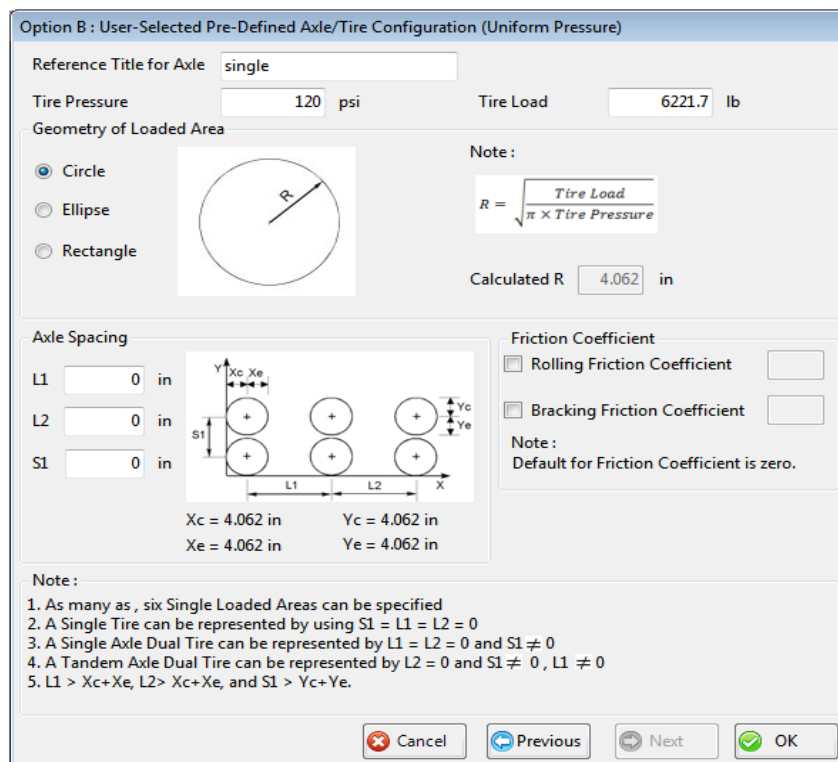 Option B : User-Selected Pre-Defined Axle/Tire Configuration (Uniform Pressure)
Reference Title for Axle single
Tire Pressure 120 psi Tire Load 6221.7 lb
Geometry of Loaded Area
Circle
Ellipse
Rectangle
R
Note :
R = √(Tire Load / π × Tire Pressure)
Calculated R 4.062 in
Axle Spacing
L1 0 in
L2 0 in
S1 0 in
Y Xc Xe
Yc
Ye
S1
L1 L2 X
Xc = 4.062 in Yc = 4.062 in
Xe = 4.062 in Ye = 4.062 in
Friction Coefficient
Rolling Friction Coefficient
Bracking Friction Coefficient
Note :
Default for Friction Coefficient is zero.
Note :
1. As many as , six Single Loaded Areas can be specified
2. A Single Tire can be represented by using S1 = L1 = L2 = 0
3. A Single Axle Dual Tire can be represented by L1 = L2 = 0 and S1 ≠ 0
4. A Tandem Axle Dual Tire can be represented by L2 = 0 and S1 ≠ 0 , L1 ≠ 0
5. L1 > Xc+Xe, L2> Xc+Xe, and S1 > Yc+Ye.
Cancel Previous Next OK